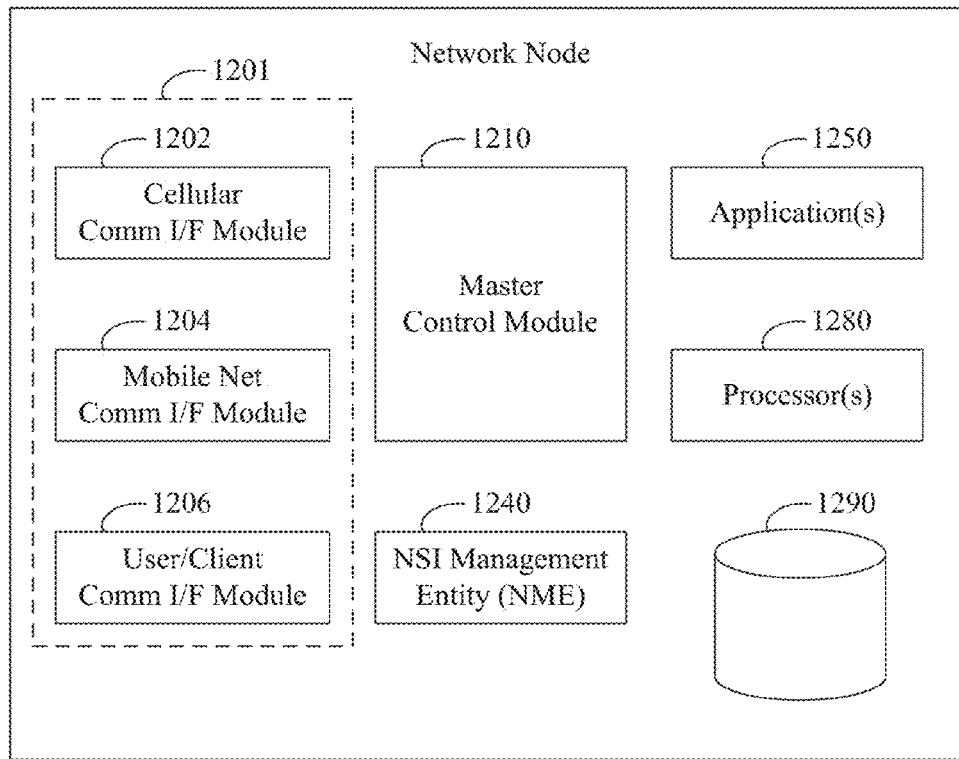 Network Node
1201
1202
Cellular
Comm I/F Module
1204
Mobile Net
Comm I/F Module
1206
User/Client
Comm I/F Module
1210
Master
Control Module
1240
NSI Management
Entity (NME)
1250
Application(s)
1280
Processor(s)
1290